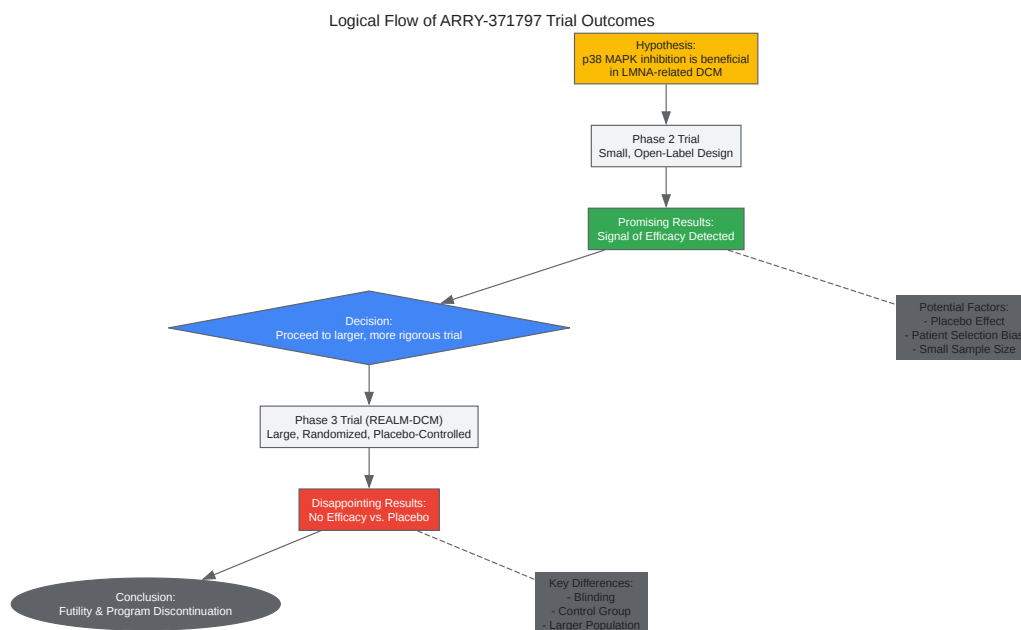 Logical Flow of ARRY-371797 Trial Outcomes
Hypothesis:
p38 MAPK inhibition is beneficial
in LMNA-related DCM
Phase 2 Trial
Small, Open-Label Design
Promising Results:
Signal of Efficacy Detected
Decision:
Proceed to larger, more rigorous trial
Potential Factors:
- Placebo Effect
- Patient Selection Bias
- Small Sample Size
Phase 3 Trial (REALM-DCM)
Large, Randomized, Placebo-Controlled
Disappointing Results:
No Efficacy vs. Placebo
Conclusion:
Futility & Program Discontinuation
Key Differences:
- Blinding
- Control Group
- Larger Population